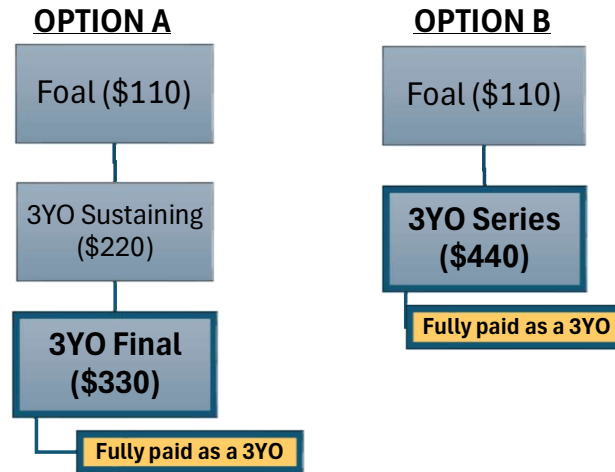 OPTION A
Foal ($110)
3YO Sustaining
($220)
3YO Final
($330)
Fully paid as a 3YO
OPTION B
Foal ($110)
3YO Series
($440)
Fully paid as a 3YO